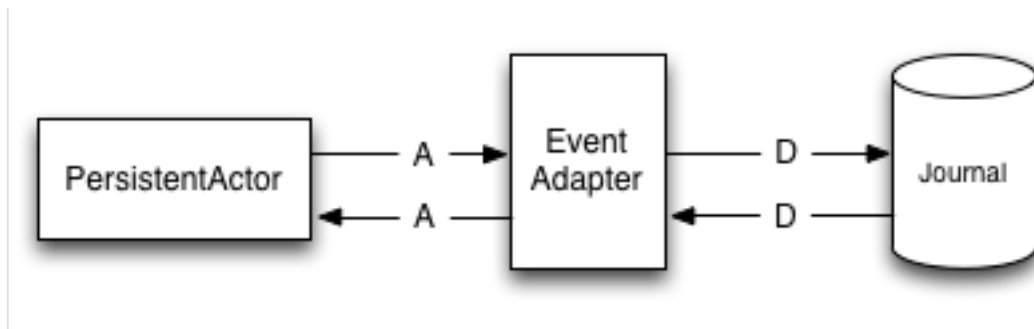 PersistentActor
A
A
Event
Adapter
D
D
Journal